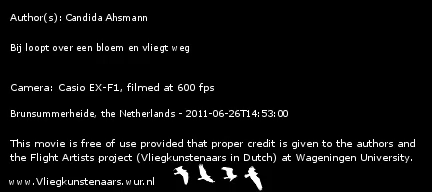 Author(s): Candida Ahsmann
Bij loopt over een bloem en vliegt weg
Camera: Casio EX-F1, filmed at 600 fps
Brunsummerheide, the Netherlands - 2011-06-26T14:53:00
This movie is free of use provided that proper credit is given to the authors and
the Flight Artists project (Vliegkunstenaars in Dutch) at Wageningen University.
www.Vliegkunstenaars.wur.nl